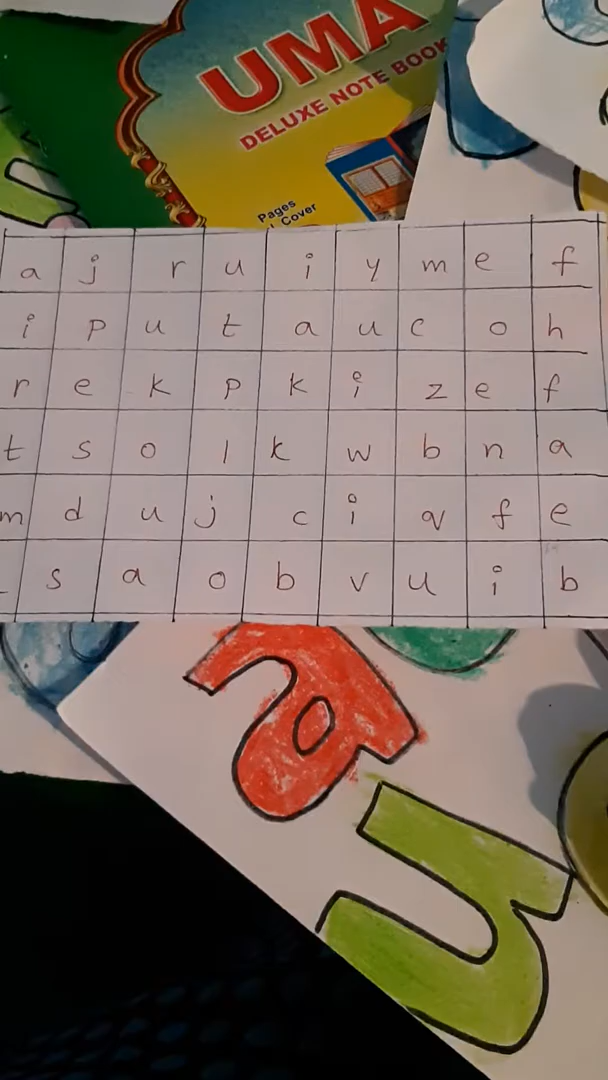 UMA
DELUXE NOTE BOOK
Pages
Cover
a j r u i y m e f
i p u t a u c o h
r e k p k i z e f
t s o l k w b n a
m d u j c i v f e
s a o b v u i b
a
n